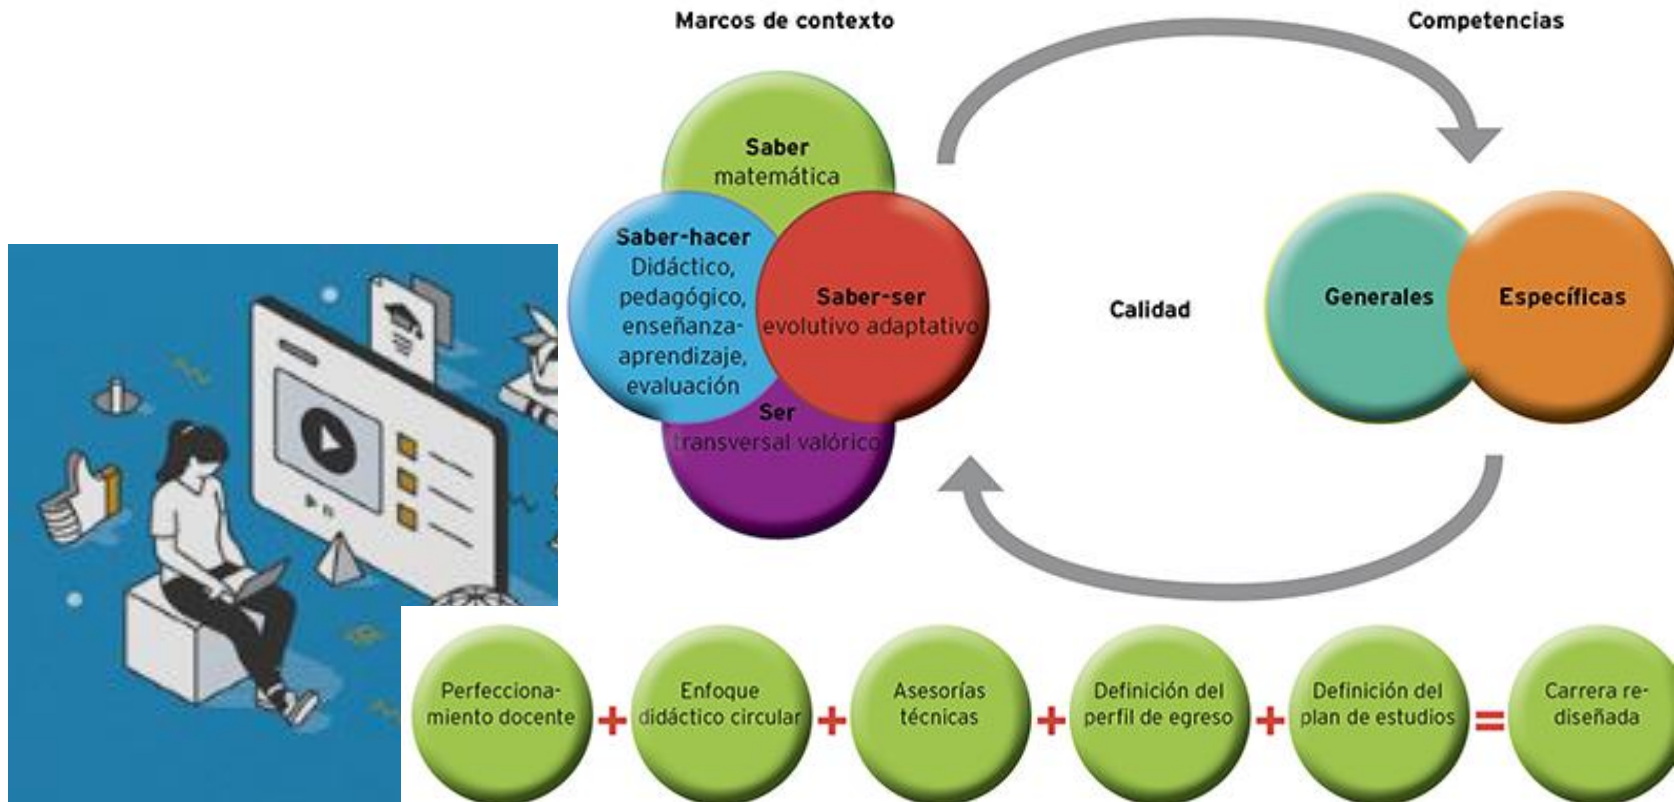 Marcos de contexto
Competencias
Saber
matemática
Saber-hacer
Didáctico,
pedagógico,
enseñanza-
aprendizaje,
evaluación
Saber-ser
evolutivo adaptativo
Ser
transversal valórico
Calidad
Generales
Específicas
Perfecciona-
miento docente
+
Enfoque
didáctico circular
+
Asesorías
técnicas
+
Definición del
perfil de egreso
+
Definición del
plan de estudios
=
Carrera re-
diseñada